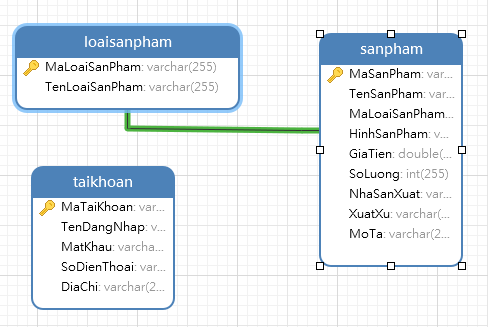 loaisanpham
MaLoaiSanPham: varchar(255)
TenLoaiSanPham: varchar(255)
sanpham
MaSanPham: var...
TenSanPham: var...
MaLoaiSanPham...
HinhSanPham: v...
GiaTien: double(...
SoLuong: int(255)
NhaSanXuat: var...
XuatXu: varchar(...
MoTa: varchar(2...
taikhoan
MaTaiKhoan: var...
TenDangNhap: v...
MatKhau: varcha...
SoDienThoai: va...
DiaChi: varchar(2...